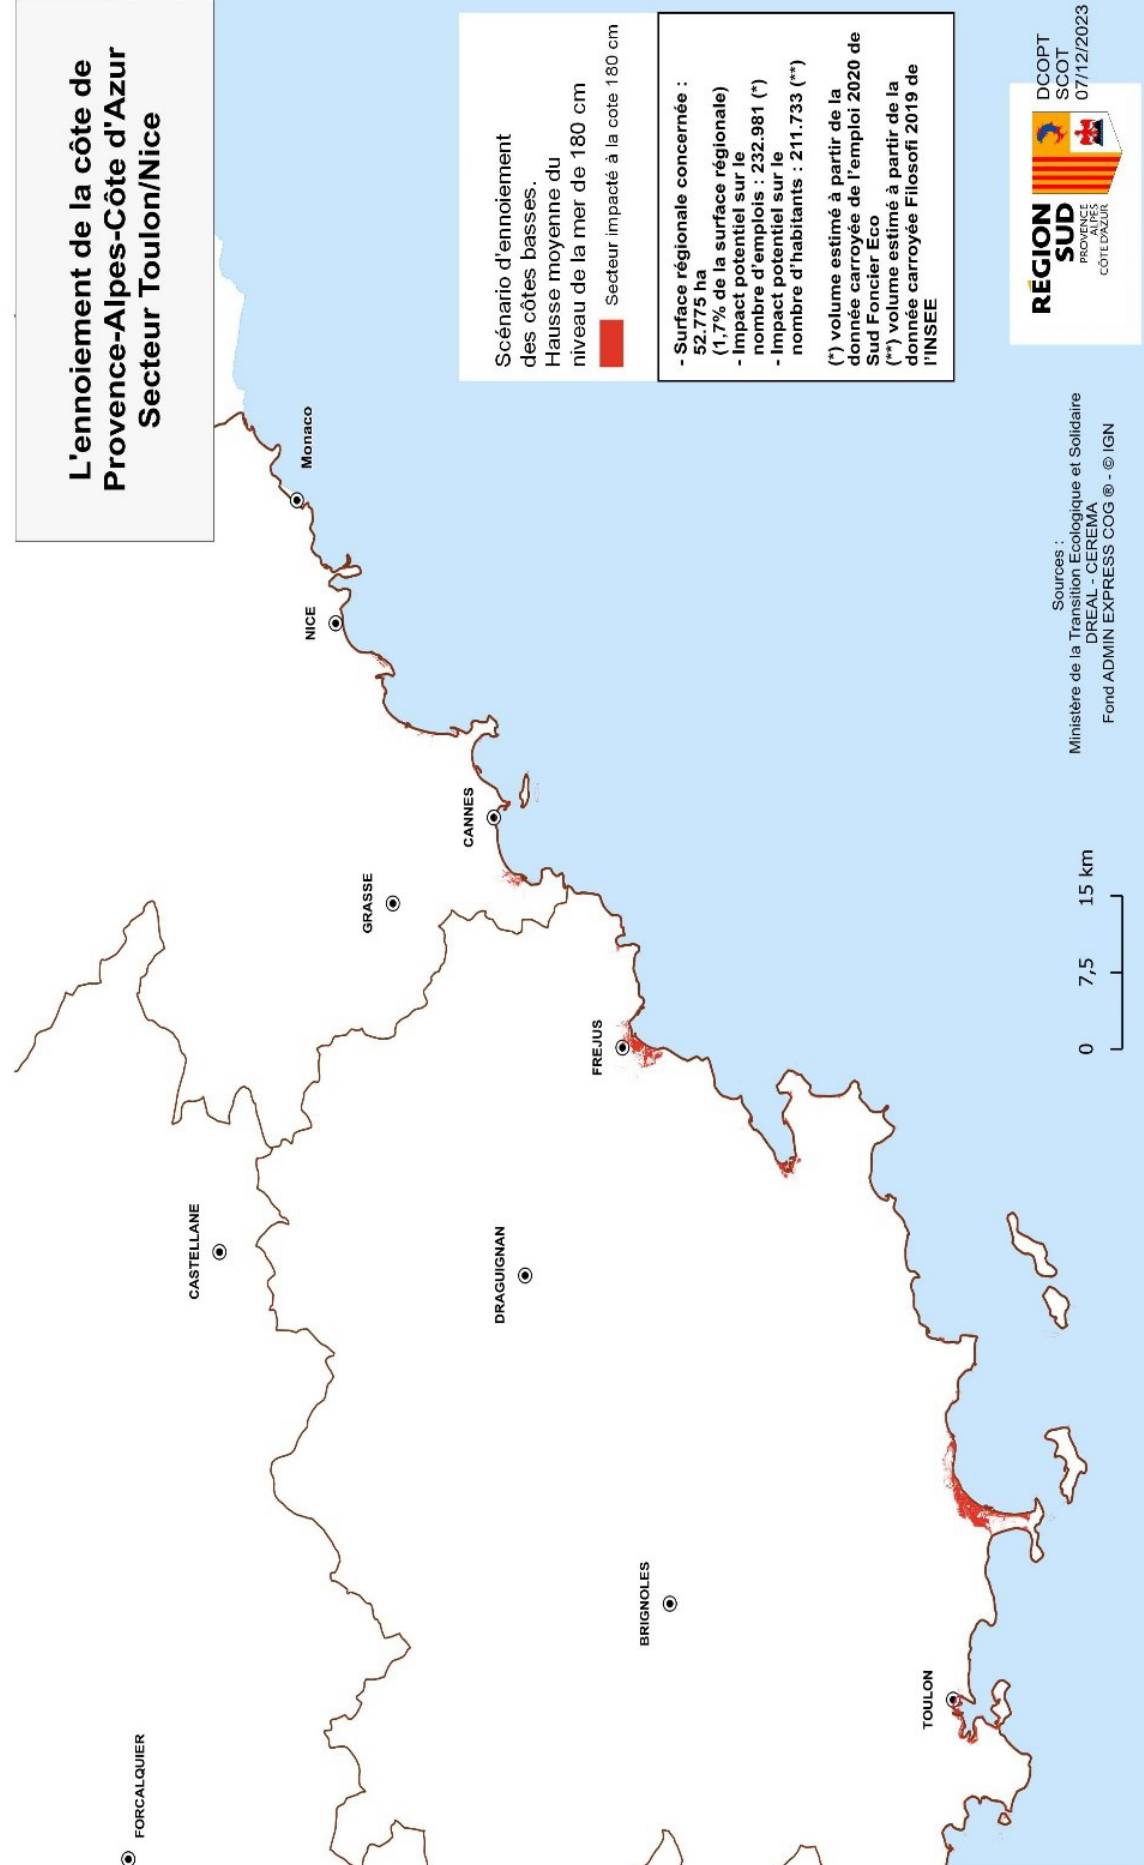 L'ennoiement de la côte de
Provence-Alpes-Côte d'Azur
Secteur Toulon/Nice
Scénario d'ennoiement
des côtes basses.
Hausse moyenne du
niveau de la mer de 180 cm
Secteur impacté à la cote 180 cm
- Surface régionale concernée :
52.775 ha
(1,7% de la surface régionale)
- Impact potentiel sur le
nombre d'emplois : 232.981 (*)
- Impact potentiel sur le
nombre d'habitants : 211.733 (**)
(*) volume estimé à partir de la
donnée carroyée de l'emploi 2020 de
Sud Foncier Eco
(**) volume estimé à partir de la
donnée carroyée Filosofi 2019 de
l'INSEE
RÉGION
SUD
PROVENCE
ALPES
CÔTE D'AZUR
DCOPT
SCOT
07/12/2023
Sources :
Ministère de la Transition Ecologique et Solidaire
DREAL - CEREMA
Fond ADMIN EXPRESS COG ® - © IGN
0 7,5 15 km
Monaco
NICE
CANNES
GRASSE
FREJUS
CASTELLANE
DRAGUIGNAN
BRIGNOLES
TOULON
FORCALQUIER